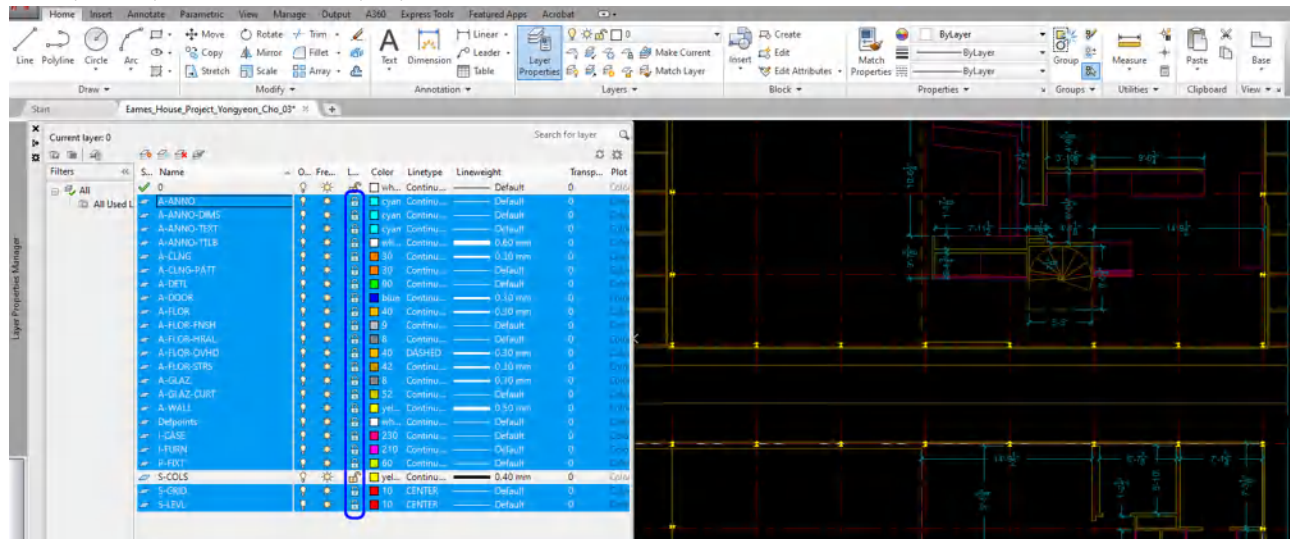 Home Insert Annotate Parametric View Manage Output A360 Express Tools Featured Apps Acrobat
Line Polyline Circle Arc
Move Rotate Trim
Copy Mirror Fillet
Stretch Scale Array
Text Dimension
Linear
Leader
Table
Layer Properties
0
Make Current
Match Layer
Insert
Create
Edit
Edit Attributes
Match Properties
ByLayer
ByLayer
ByLayer
Group
Measure
Paste
Base
Draw Modify Annotation Layers Block Properties Groups Utilities Clipboard View
Start Eames_House_Project_Yongyeon_Cho_03*
Current layer: 0
Search for layer
Filters
All
All Used L
Layer Properties Manager
S... Name O... Fre... L... Color Linetype Lineweight Transp... Plot
0 wh... Continu... Default 0
A-ANNO cyan Continu... Default 0
A-ANNO-DIMS cyan Continu... Default 0
A-ANNO-TEXT cyan Continu... Default 0
A-ANNO-TTLB whi... Continu... 0.60 mm 0
A-CLNG 30 Continu... 0.30 mm 0
A-CLNG-PATT 30 Continu... Default 0
A-DETL 90 Continu... Default 0
A-DOOR blue Continu... 0.30 mm 0
A-FLOR 40 Continu... 0.30 mm 0
A-FLOR-FNSH 9 Continu... Default 0
A-FLOR-HRAL 8 Continu... Default 0
A-FLOR-OVHD 40 DASHED 0.30 mm 0
A-FLOR-STRS 42 Continu... 0.30 mm 0
A-GLAZ 8 Continu... 0.30 mm 0
A-GLAZ-CURT 52 Continu... Default 0
A-WALL yel... Continu... 0.50 mm 0
Defpoints wh... Continu... Default 0
I-CASE 230 Continu... Default 0
I-FURN 210 Continu... Default 0
P-FIXT 60 Continu... Default 0
S-COLS yel... Continu... 0.40 mm 0
S-GRID 10 CENTER Default 0
S-LEVL 10 CENTER Default 0